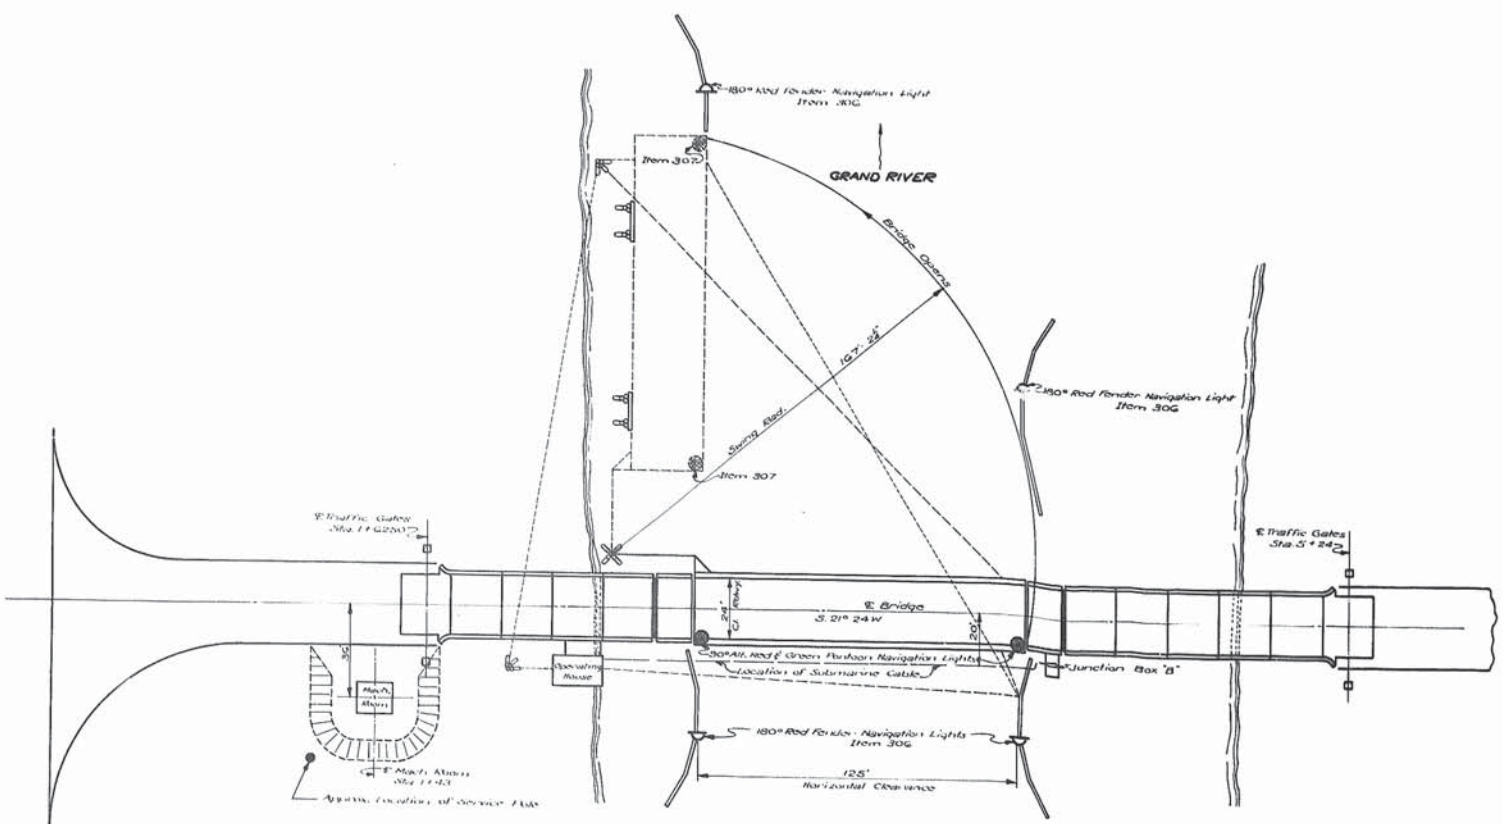 180° Red Fender Navigation Light
Item 306
Item 307
GRAND RIVER
Bridge Opens
167'-2¼"
180° Red Fender Navigation Light
Item 306
Swing Rad.
Item 307
℄ Traffic Gates
Sta. 1+62.50
℄ Traffic Gates
Sta. 5+24
24'
Cl. Rdwy.
℄ Bridge
S. 21° 24 W
20'
36'
Operating
House
Alt. Red & Green Pontoon Navigation Lights
Location of Submarine Cable
Junction Box "B"
Mach.
Room
180° Red Fender Navigation Lights
Item 306
℄ Mach. Room
Sta. 1+43
125'
Horizontal Clearance
Approx. Location of Service Pole